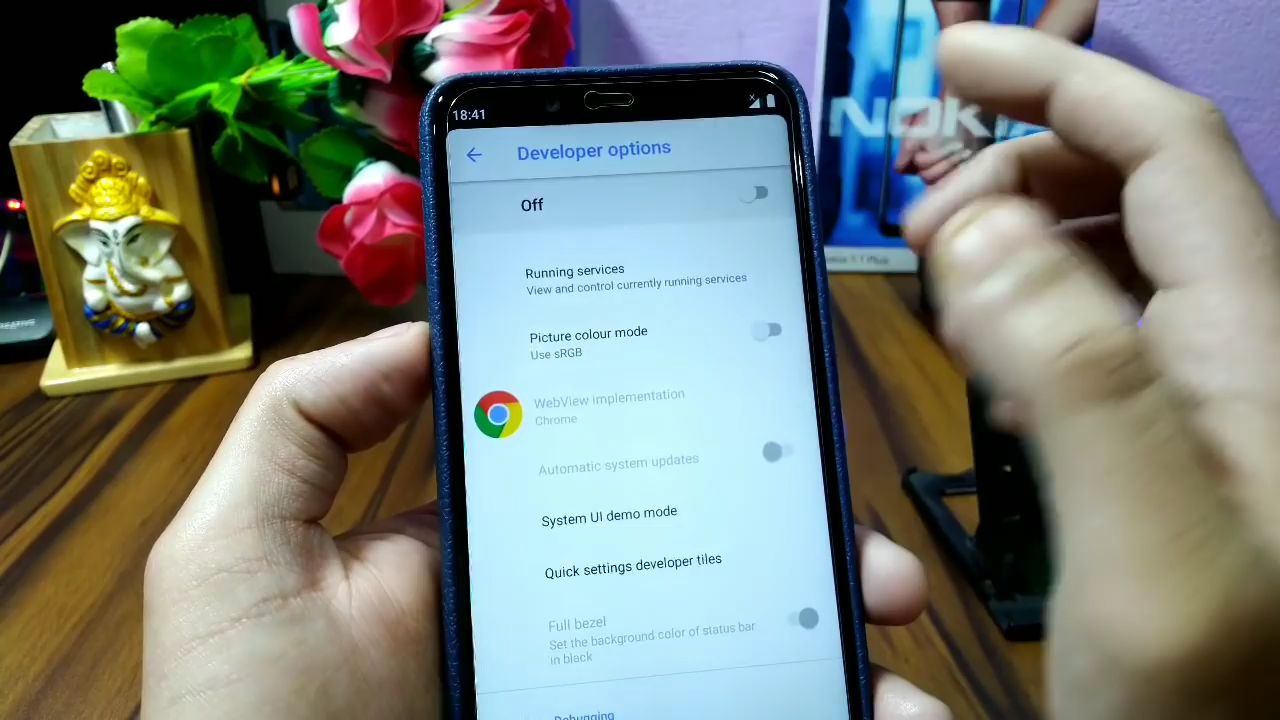 18:41
Developer options
Off
Running services
View and control currently running services
Picture colour mode
Use sRGB
WebView implementation
Chrome
Automatic system updates
System UI demo mode
Quick settings developer tiles
Full bezel
Set the background color of status bar
in black
Debugging
NOK
Plus